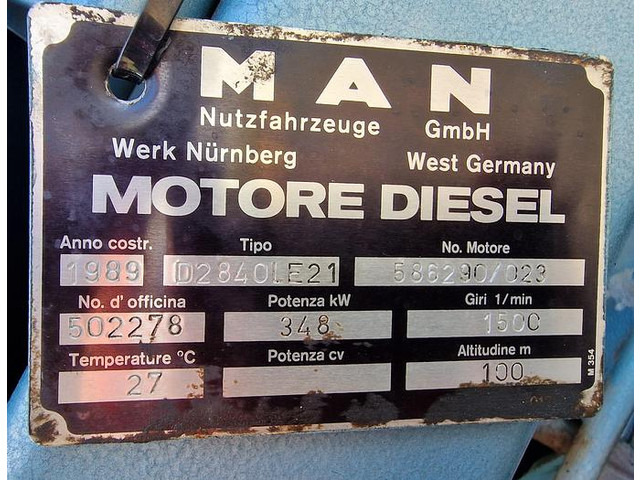 M A N
Nutzfahrzeuge GmbH
Werk Nürnberg West Germany
MOTORE DIESEL
Anno costr. Tipo No. Motore
1989 D2840LE21 586290/023
No. d' officina Potenza kW Giri 1/min
502278 348 1500
Temperature °C Potenza cv Altitudine m
27 100
M 354